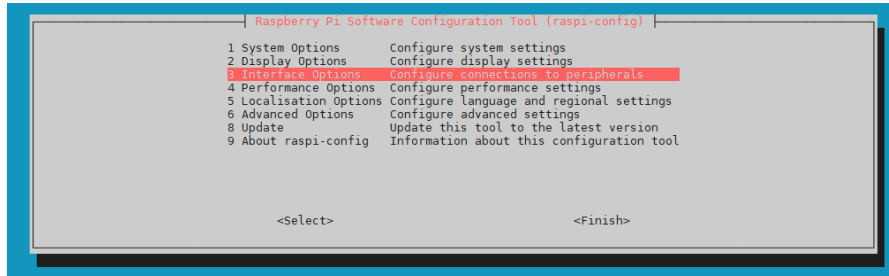 Raspberry Pi Software Configuration Tool (raspi-config)
1 System Options Configure system settings
2 Display Options Configure display settings
3 Interface Options Configure connections to peripherals
4 Performance Options Configure performance settings
5 Localisation Options Configure language and regional settings
6 Advanced Options Configure advanced settings
8 Update Update this tool to the latest version
9 About raspi-config Information about this configuration tool
<Select> <Finish>